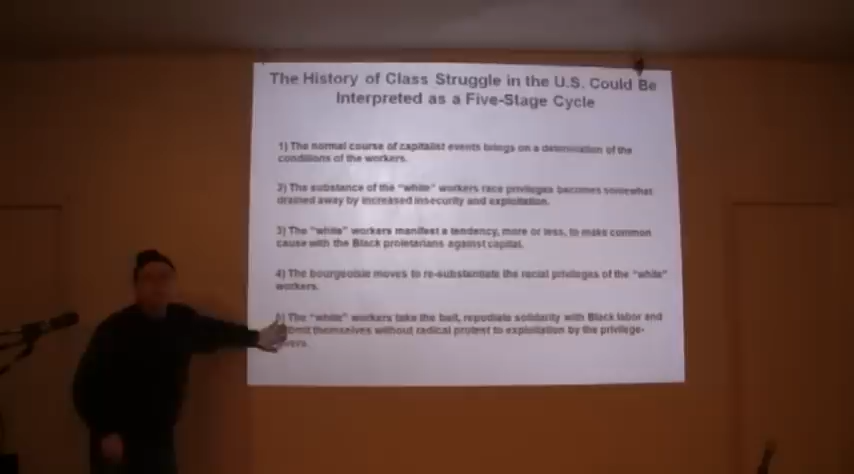 The History of Class Struggle in the U.S. Could Be
Interpreted as a Five-Stage Cycle
1) The normal course of capitalist events brings on a deterioration of the
conditions of the workers.
2) The substance of the "white" workers race privileges becomes somewhat
drained away by increased insecurity and exploitation.
3) The "white" workers manifest a tendency, more or less, to make common
cause with the Black proletarians against capital.
4) The bourgeoisie moves to re-substantiate the racial privileges of the "white"
workers.
The "white" workers take the bait, repudiate solidarity with Black labor and
themselves without radical protest to exploitation by the privilege-